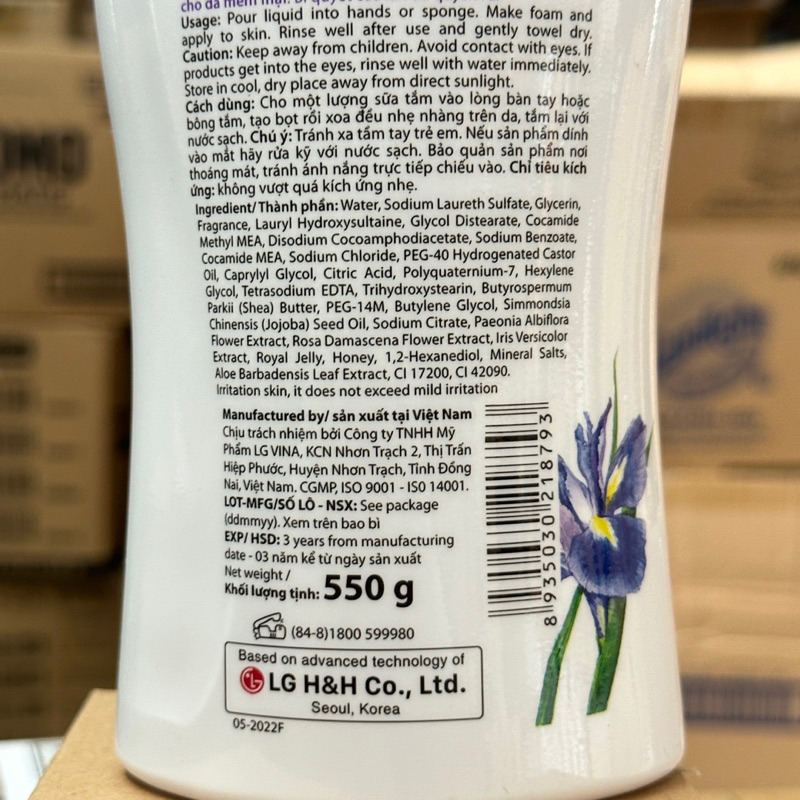 cho da mềm mại.
Usage: Pour liquid into hands or sponge. Make foam and
apply to skin. Rinse well after use and gently towel dry.
Caution: Keep away from children. Avoid contact with eyes. If
products get into the eyes, rinse well with water immediately.
Store in cool, dry place away from direct sunlight.
Cách dùng: Cho một lượng sữa tắm vào lòng bàn tay hoặc
bông tắm, tạo bọt rồi xoa đều nhẹ nhàng trên da, tắm lại với
nước sạch. Chú ý: Tránh xa tầm tay trẻ em. Nếu sản phẩm dính
vào mắt hãy rửa kỹ với nước sạch. Bảo quản sản phẩm nơi
thoáng mát, tránh ánh nắng trực tiếp chiếu vào. Chỉ tiêu kích
ứng: không vượt quá kích ứng nhẹ.
Ingredient/ Thành phần: Water, Sodium Laureth Sulfate, Glycerin,
Fragrance, Lauryl Hydroxysultaine, Glycol Distearate, Cocamide
Methyl MEA, Disodium Cocoamphodiacetate, Sodium Benzoate,
Cocamide MEA, Sodium Chloride, PEG-40 Hydrogenated Castor
Oil, Caprylyl Glycol, Citric Acid, Polyquaternium-7, Hexylene
Glycol, Tetrasodium EDTA, Trihydroxystearin, Butyrospermum
Parkii (Shea) Butter, PEG-14M, Butylene Glycol, Simmondsia
Chinensis (Jojoba) Seed Oil, Sodium Citrate, Paeonia Albiflora
Flower Extract, Rosa Damascena Flower Extract, Iris Versicolor
Extract, Royal Jelly, Honey, 1,2-Hexanediol, Mineral Salts,
Aloe Barbadensis Leaf Extract, CI 17200, CI 42090.
Irritation skin, it does not exceed mild irritation
Manufactured by/ sản xuất tại Việt Nam
Chịu trách nhiệm bởi Công ty TNHH Mỹ
Phẩm LG VINA, KCN Nhơn Trạch 2, Thị Trấn
Hiệp Phước, Huyện Nhơn Trạch, Tỉnh Đồng
Nai, Việt Nam. CGMP, ISO 9001 - ISO 14001.
LOT-MFG/SỐ LÔ - NSX: See package
(ddmmyy). Xem trên bao bì
EXP/ HSD: 3 years from manufacturing
date - 03 năm kể từ ngày sản xuất
Net weight /
Khối lượng tịnh: 550 g
8 935030 218793
(84-8)1800 599980
Based on advanced technology of
LG H&H Co., Ltd.
Seoul, Korea
05-2022F